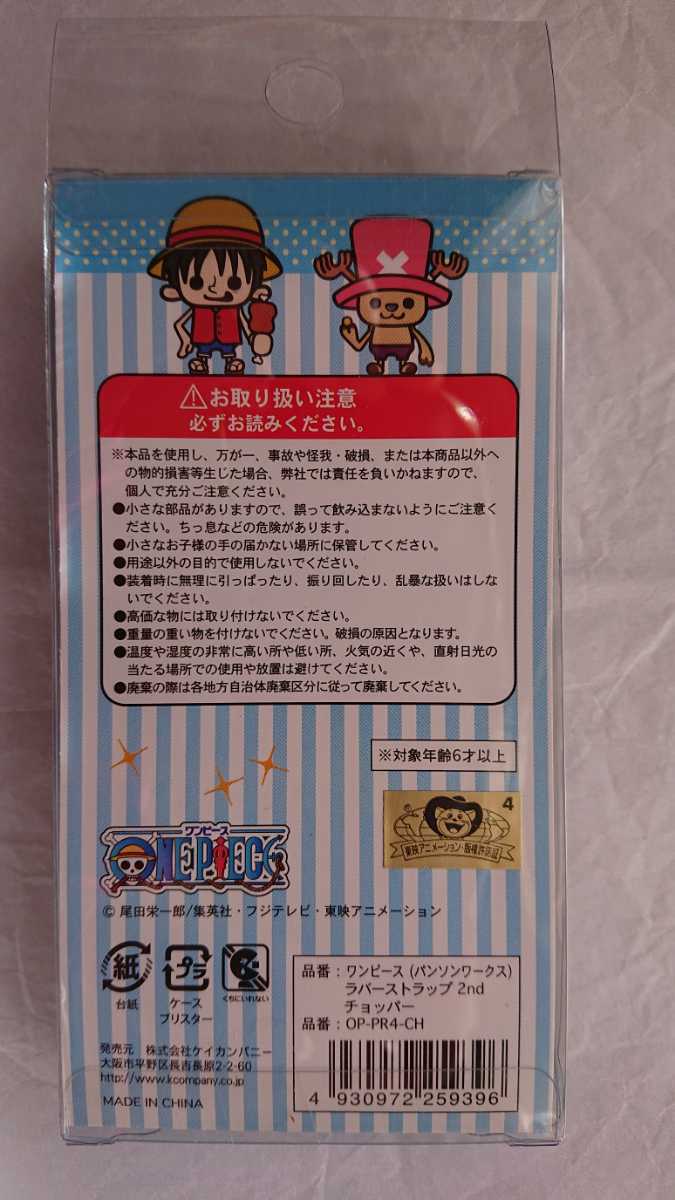 ⚠お取り扱い注意
必ずお読みください。
※本品を使用し、万が一、事故や怪我・破損、または本商品以外へ
の物的損害等生じた場合、弊社では責任を負いかねますので、
個人で充分ご注意ください。
●小さな部品がありますので、誤って飲み込まないようにご注意く
ださい。ちっ息などの危険があります。
●小さなお子様の手の届かない場所に保管してください。
●用途以外の目的で使用しないでください。
●装着時に無理に引っぱったり、振り回したり、乱暴な扱いはしな
いでください。
●高価な物には取り付けないでください。
●重量の重い物を付けないでください。破損の原因となります。
●温度や湿度の非常に高い所や低い所、火気の近くや、直射日光の
当たる場所での使用や放置は避けてください。
●廃棄の際は各地方自治体廃棄区分に従って廃棄してください。
※対象年齢6才以上
4
東映アニメーション・版権許諾証
ワンピース
ONE PIECE
© 尾田栄一郎/集英社・フジテレビ・東映アニメーション
紙
台紙
プラ
ケース
ブリスター
くちにいれない
品番：ワンピース (パンソンワークス)
ラバーストラップ 2nd
チョッパー
品番：OP-PR4-CH
発売元 株式会社ケイカンパニー
大阪市平野区長吉長原2-2-60
http://www.kcompany.co.jp
MADE IN CHINA
4 930972 259396